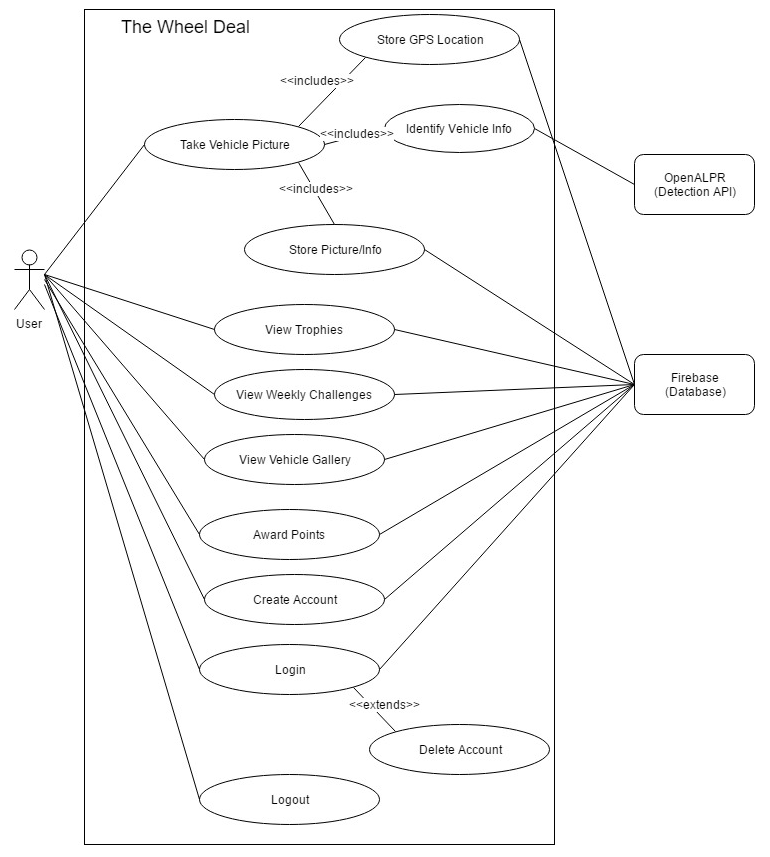 The Wheel Deal
Store GPS Location
<<includes>>
Take Vehicle Picture
<<includes>>
Identify Vehicle Info
<<includes>>
OpenALPR
(Detection API)
Store Picture/Info
User
View Trophies
View Weekly Challenges
Firebase
(Database)
View Vehicle Gallery
Award Points
Create Account
Login
<<extends>>
Delete Account
Logout